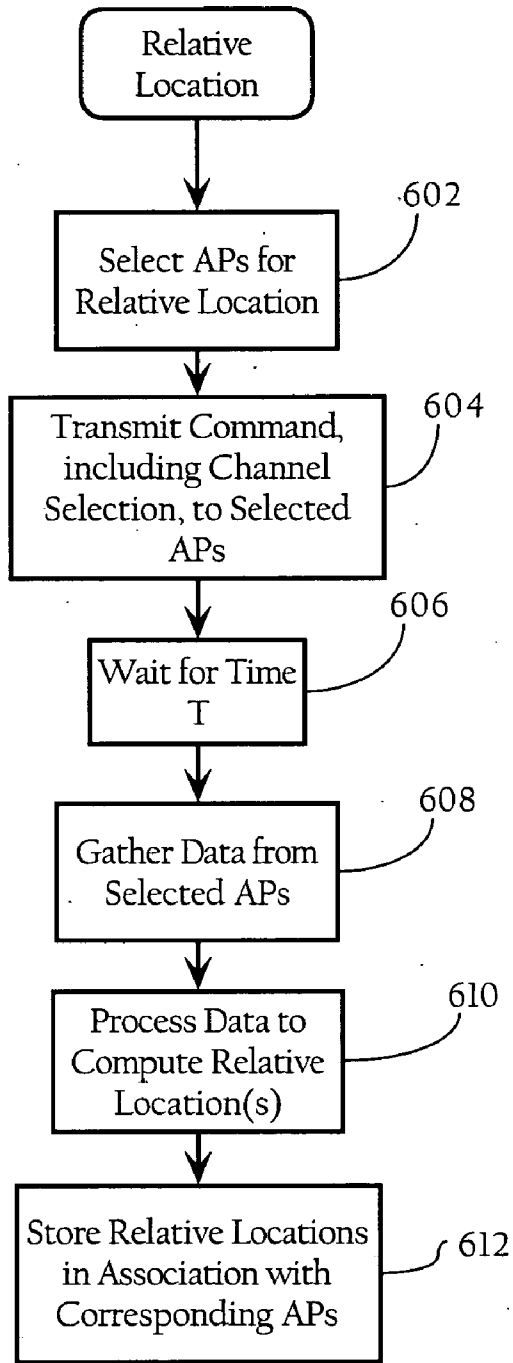 Relative
Location
602
Select APs for
Relative Location
604
Transmit Command,
including Channel
Selection, to Selected
APs
606
Wait for Time
T
608
Gather Data from
Selected APs
610
Process Data to
Compute Relative
Location(s)
612
Store Relative Locations
in Association with
Corresponding APs